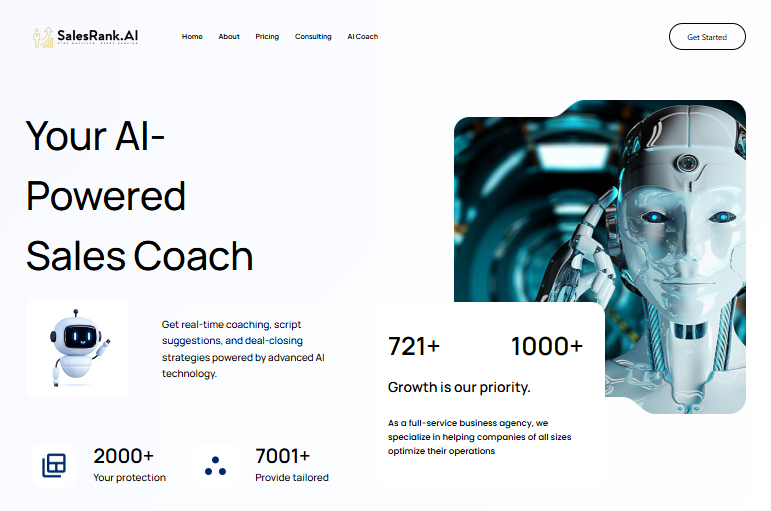 SalesRank.AI
Home About Pricing Consulting AI Coach
Get Started
Your AI-
Powered
Sales Coach
Get real-time coaching, script
suggestions, and deal-closing
strategies powered by advanced AI
technology.
2000+
Your protection
7001+
Provide tailored
721+
1000+
Growth is our priority.
As a full-service business agency, we
specialize in helping companies of all sizes
optimize their operations